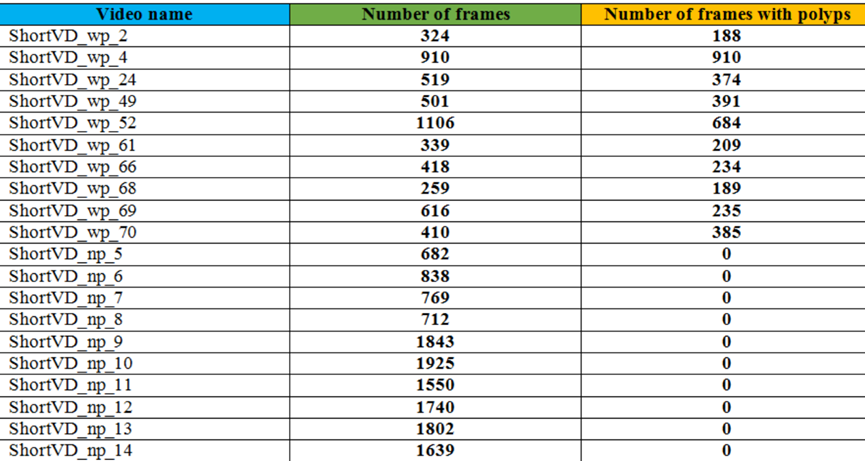 Video name Number of frames Number of frames with polyps
ShortVD_wp_2 324 188
ShortVD_wp_4 910 910
ShortVD_wp_24 519 374
ShortVD_wp_49 501 391
ShortVD_wp_52 1106 684
ShortVD_wp_61 339 209
ShortVD_wp_66 418 234
ShortVD_wp_68 259 189
ShortVD_wp_69 616 235
ShortVD_wp_70 410 385
ShortVD_np_5 682 0
ShortVD_np_6 838 0
ShortVD_np_7 769 0
ShortVD_np_8 712 0
ShortVD_np_9 1843 0
ShortVD_np_10 1925 0
ShortVD_np_11 1550 0
ShortVD_np_12 1740 0
ShortVD_np_13 1802 0
ShortVD_np_14 1639 0